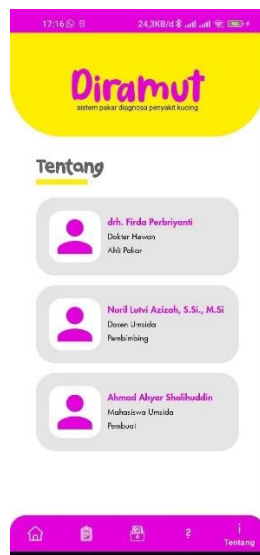 17:16
24,3KB/d
Diramut
sistem pakar diagnosa penyakit kucing
Tentang
drh. Firda Perbriyanti
Dokter Hewan
Ahli Pakar
Nuril Lutvi Azizah, S.Si., M.Si
Dosen Umsida
Pembimbing
Ahmad Ahyar Sholihuddin
Mahasiswa Umsida
Pembuat
?
i
Tentang